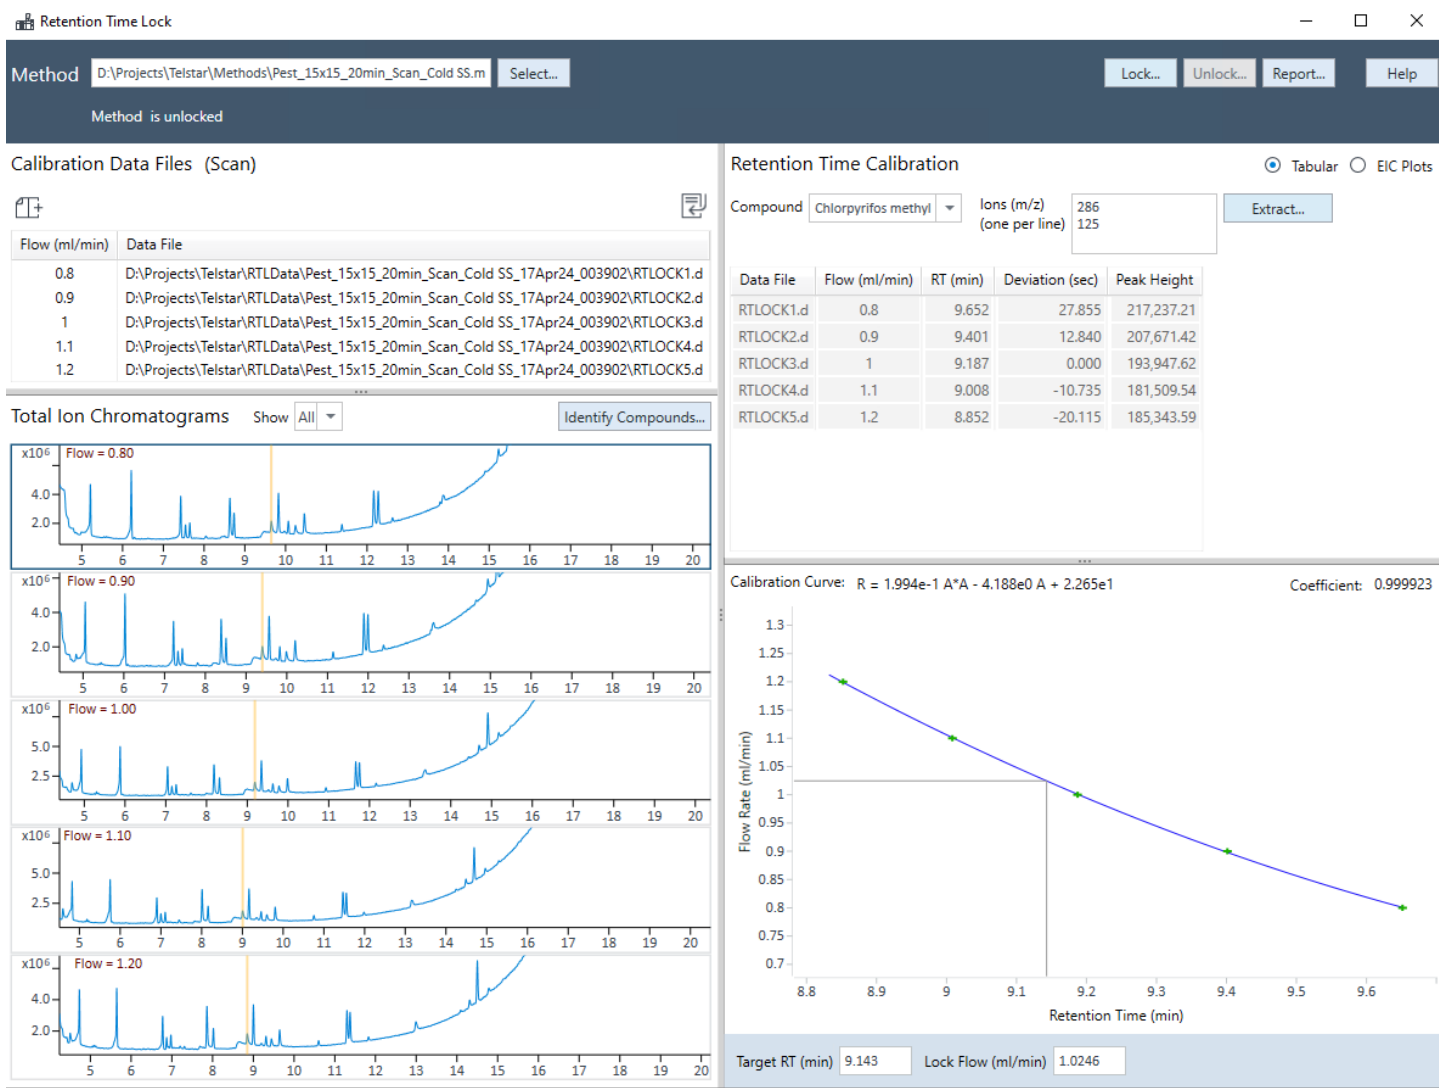 Retention Time Lock
Method D:\Projects\Telstar\Methods\Pest_15x15_20min_Scan_Cold SS.m Select... Lock... Unlock... Report... Help
Method is unlocked
Calibration Data Files (Scan)
Flow (ml/min) Data File
0.8 D:\Projects\Telstar\RTLData\Pest_15x15_20min_Scan_Cold SS_17Apr24_003902\RTLOCK1.d
0.9 D:\Projects\Telstar\RTLData\Pest_15x15_20min_Scan_Cold SS_17Apr24_003902\RTLOCK2.d
1 D:\Projects\Telstar\RTLData\Pest_15x15_20min_Scan_Cold SS_17Apr24_003902\RTLOCK3.d
1.1 D:\Projects\Telstar\RTLData\Pest_15x15_20min_Scan_Cold SS_17Apr24_003902\RTLOCK4.d
1.2 D:\Projects\Telstar\RTLData\Pest_15x15_20min_Scan_Cold SS_17Apr24_003902\RTLOCK5.d
Total Ion Chromatograms Show All Identify Compounds...
x10⁶ Flow = 0.80
4.0
2.0
5 6 7 8 9 10 11 12 13 14 15 16 17 18 19 20
x10⁶ Flow = 0.90
4.0
2.0
5 6 7 8 9 10 11 12 13 14 15 16 17 18 19 20
x10⁶ Flow = 1.00
5.0
2.5
5 6 7 8 9 10 11 12 13 14 15 16 17 18 19 20
x10⁶ Flow = 1.10
5.0
2.5
5 6 7 8 9 10 11 12 13 14 15 16 17 18 19 20
x10⁶ Flow = 1.20
4.0
2.0
5 6 7 8 9 10 11 12 13 14 15 16 17 18 19 20
Retention Time Calibration Tabular EIC Plots
Compound Chlorpyrifos methyl Ions (m/z) 286 Extract...
(one per line) 125
Data File Flow (ml/min) RT (min) Deviation (sec) Peak Height
RTLOCK1.d 0.8 9.652 27.855 217,237.21
RTLOCK2.d 0.9 9.401 12.840 207,671.42
RTLOCK3.d 1 9.187 0.000 193,947.62
RTLOCK4.d 1.1 9.008 -10.735 181,509.54
RTLOCK5.d 1.2 8.852 -20.115 185,343.59
Calibration Curve: R = 1.994e-1 A*A - 4.188e0 A + 2.265e1 Coefficient: 0.999923
Flow Rate (ml/min)
1.3
1.25
1.2
1.15
1.1
1.05
1
0.95
0.9
0.85
0.8
0.75
0.7
8.8 8.9 9 9.1 9.2 9.3 9.4 9.5 9.6
Retention Time (min)
Target RT (min) 9.143 Lock Flow (ml/min) 1.0246